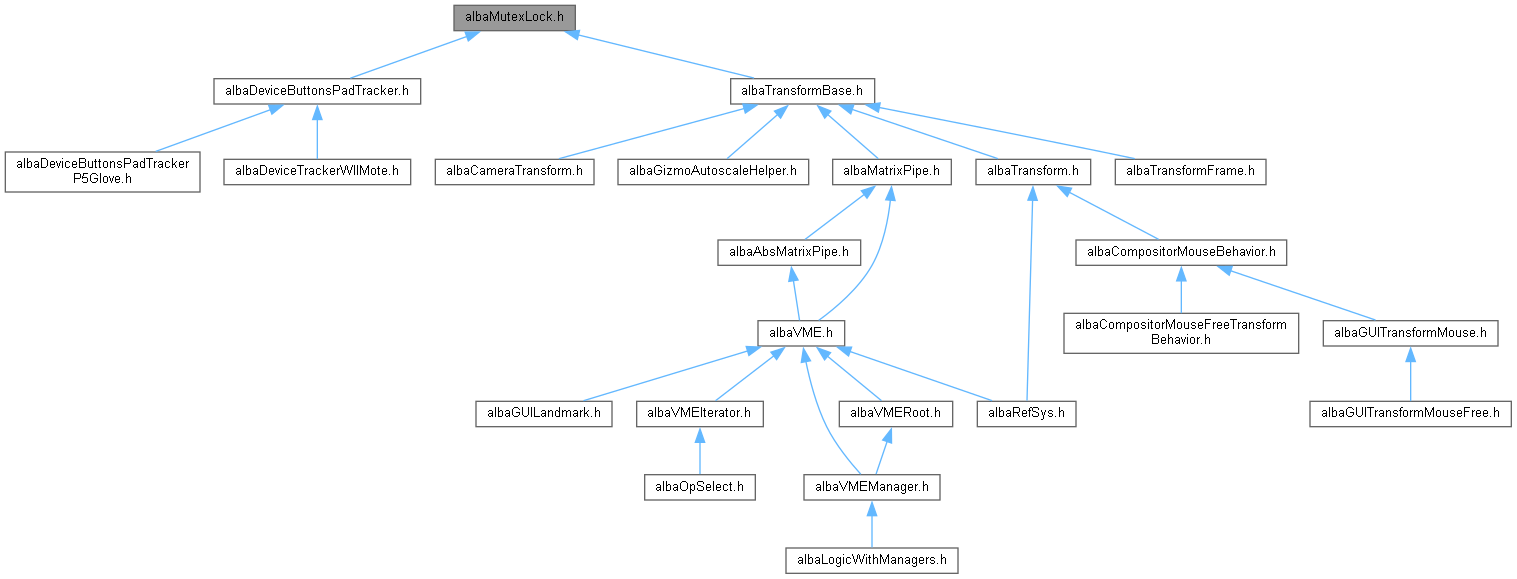 albaMutexLock.h
albaDeviceButtonsPadTracker.h
albaTransformBase.h
albaDeviceButtonsPadTracker
P5Glove.h
albaDeviceTrackerWIIMote.h
albaCameraTransform.h
albaGizmoAutoscaleHelper.h
albaMatrixPipe.h
albaTransform.h
albaTransformFrame.h
albaAbsMatrixPipe.h
albaCompositorMouseBehavior.h
albaVME.h
albaCompositorMouseFreeTransform
Behavior.h
albaGUITransformMouse.h
albaGUILandmark.h
albaVMEIterator.h
albaVMERoot.h
albaRefSys.h
albaGUITransformMouseFree.h
albaOpSelect.h
albaVMEManager.h
albaLogicWithManagers.h